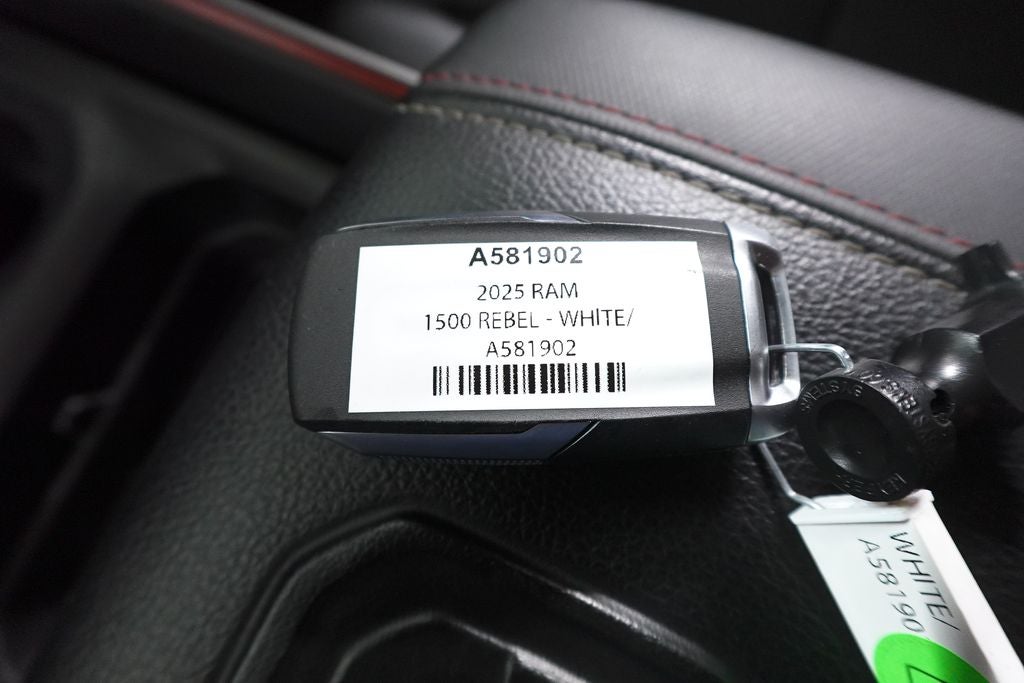 A581902
2025 RAM
1500 REBEL - WHITE/
A581902
WHITE/
A58190